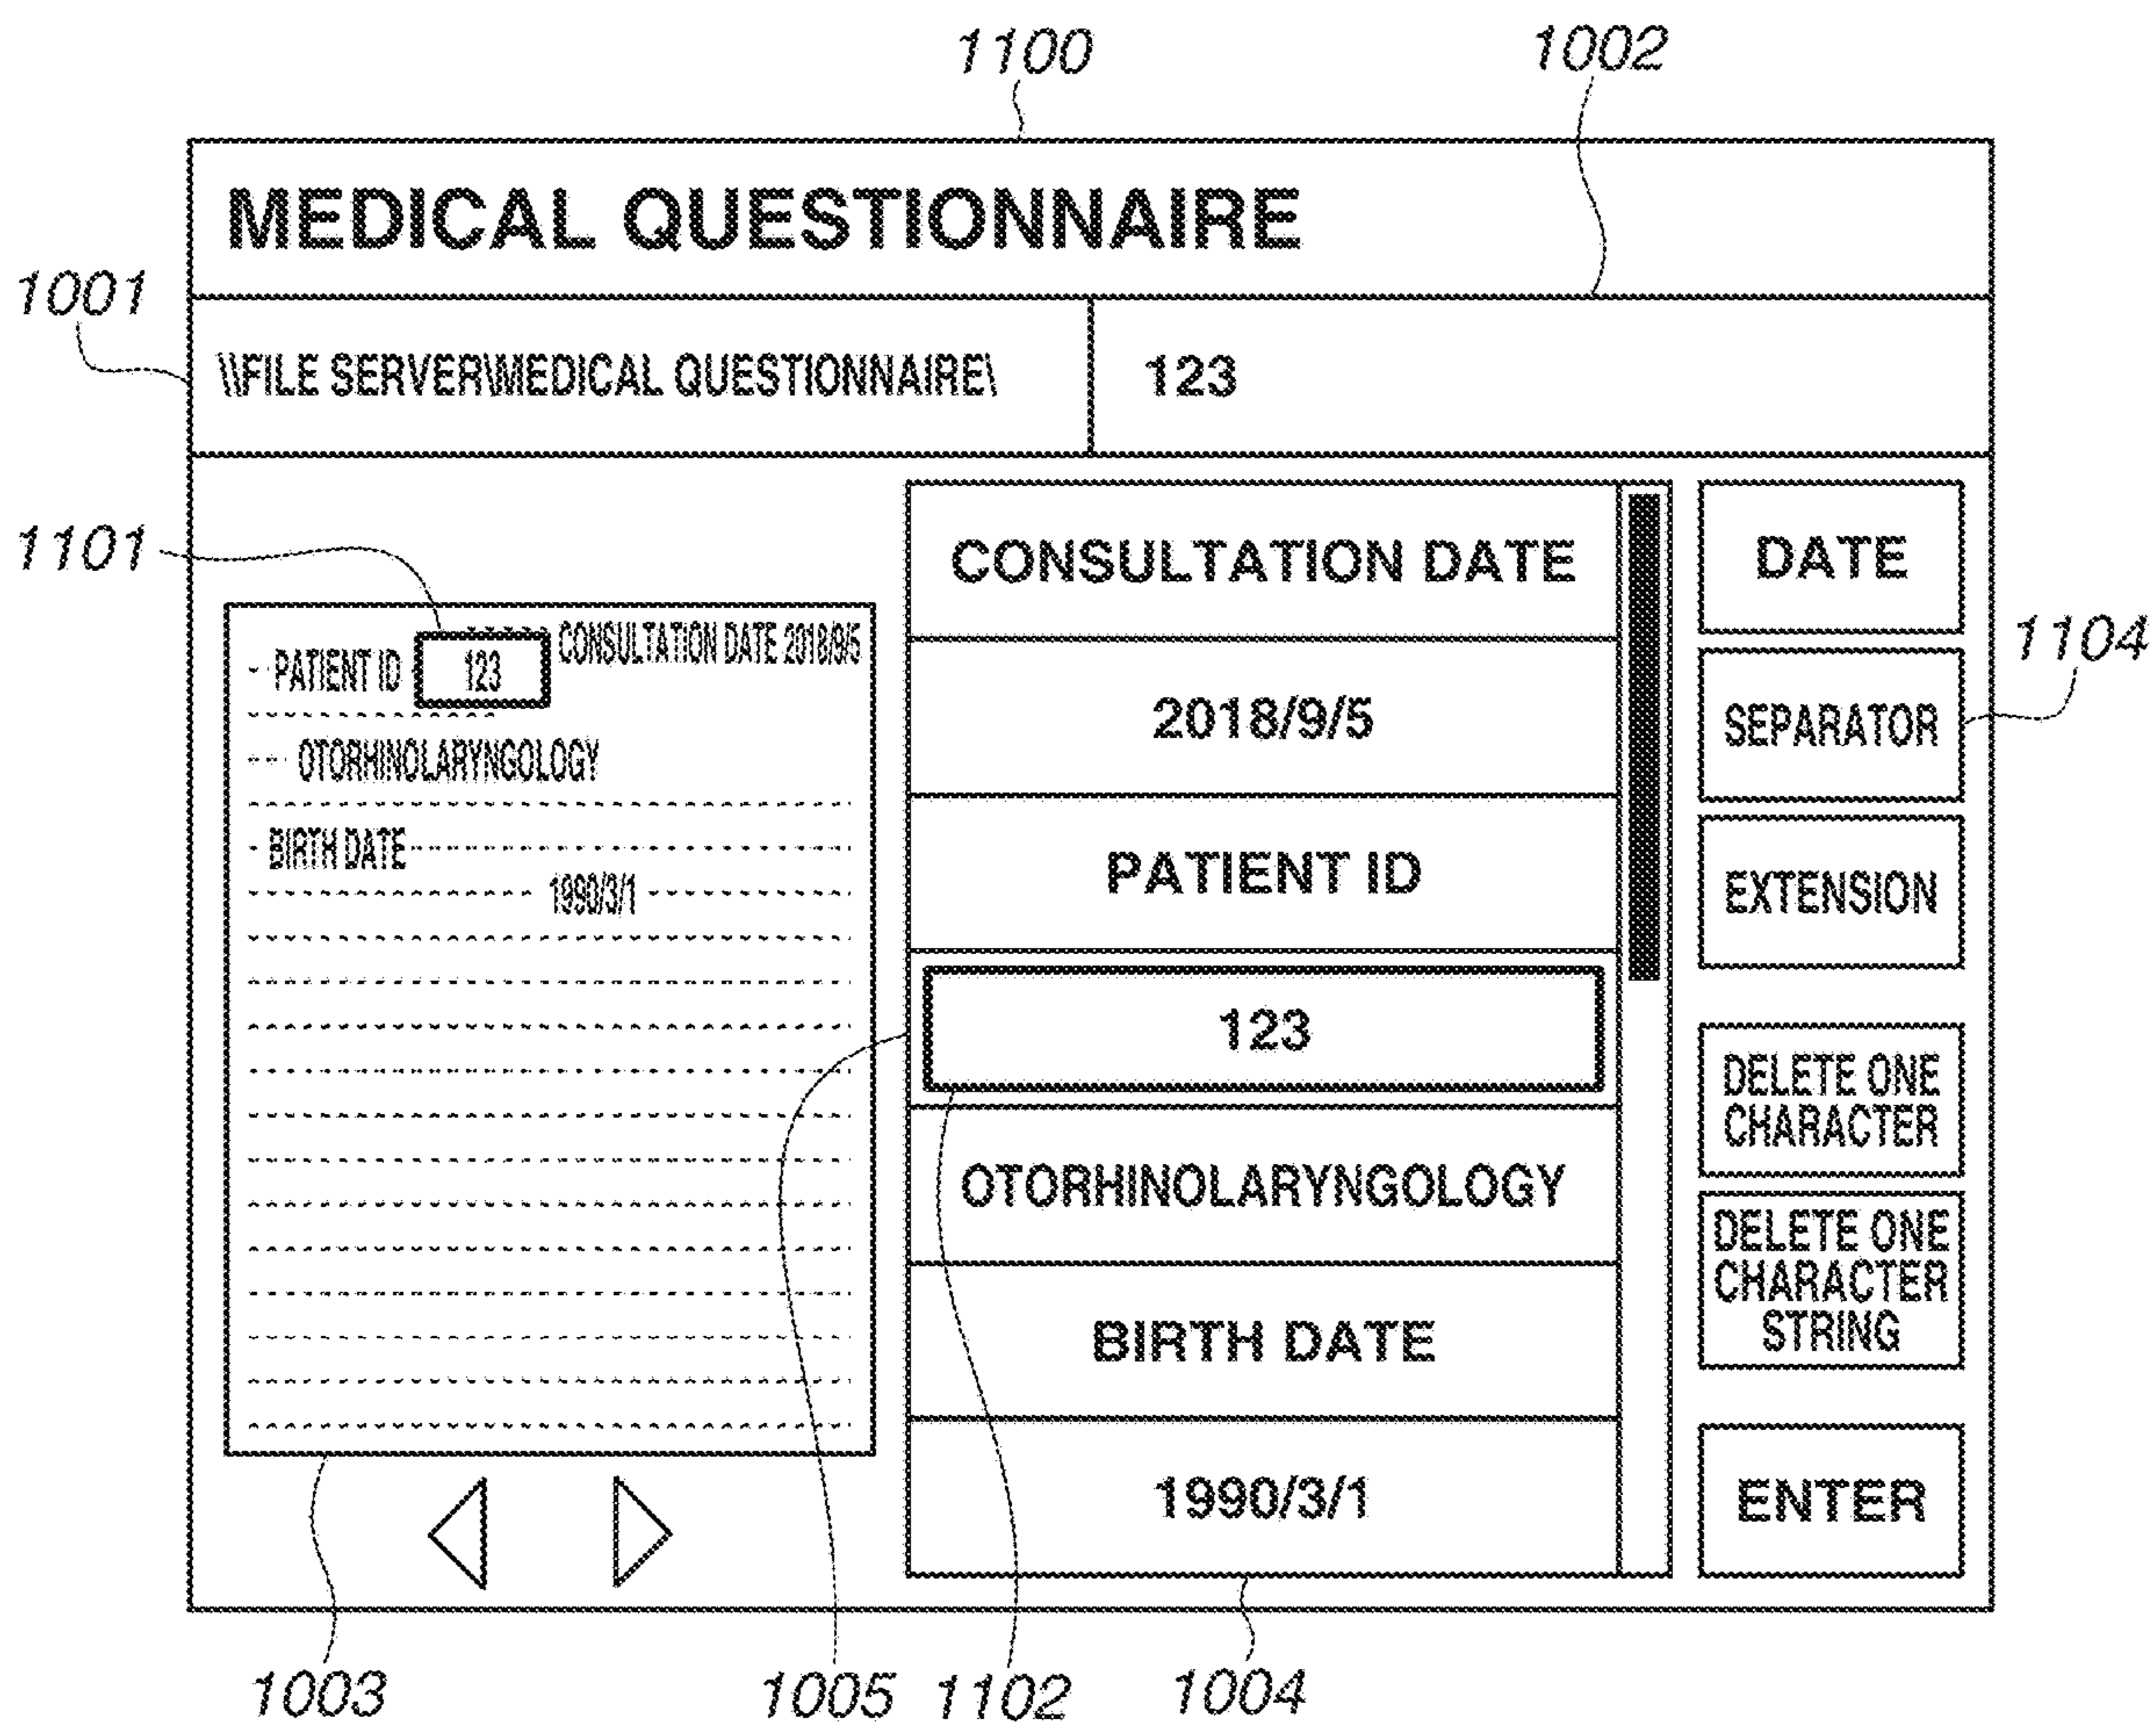 1100
1002
MEDICAL QUESTIONNAIRE
1001
\\FILE SERVER\MEDICAL QUESTIONNAIRE\
123
1101
PATIENT ID
123
CONSULTATION DATE 2018/9/5
OTORHINOLARYNGOLOGY
BIRTH DATE
1990/3/1
CONSULTATION DATE
2018/9/5
PATIENT ID
123
OTORHINOLARYNGOLOGY
BIRTH DATE
1990/3/1
DATE
SEPARATOR
1104
EXTENSION
DELETE ONE
CHARACTER
DELETE ONE
CHARACTER
STRING
ENTER
1003
1005
1102
1004